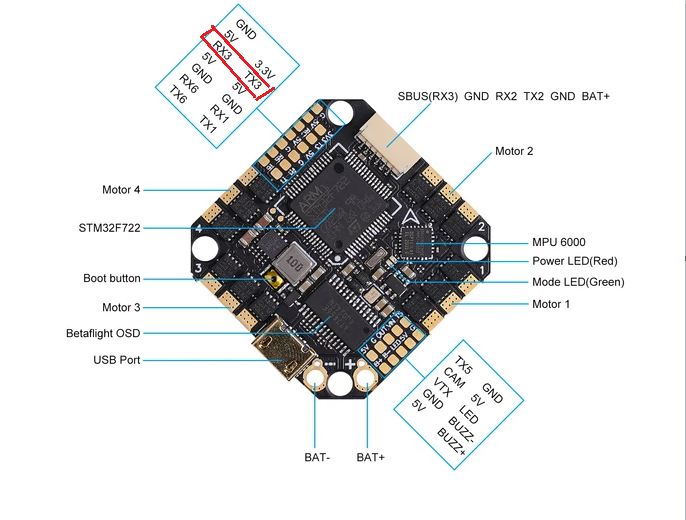 GND
5V
RX3
3.3V
5V
TX3
GND
5V
RX6
GND
TX6
RX1
TX1
SBUS(RX3) GND RX2 TX2 GND BAT+
Motor 2
Motor 4
STM32F722
ARM
2
4
MPU 6000
Power LED(Red)
3
1
Boot button
100
Mode LED(Green)
Motor 3
Motor 1
Betaflight OSD
USB Port
TX5
GND
CAM
5V
VTX
LED
GND
BUZZ-
5V
BUZZ+
BAT-
BAT+